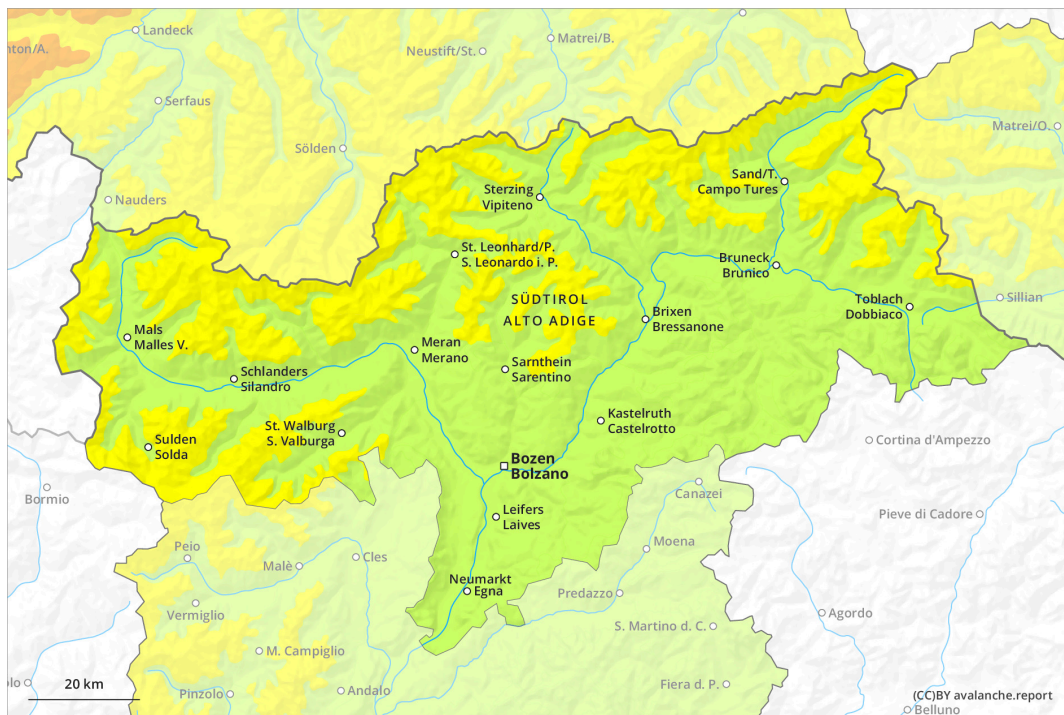 Landeck
nton/A.
Neustift/St.
Matrei/B.
Serfaus
Sölden
Matrei/O.
Nauders
Sand/T.
Campo Tures
Sterzing
Vipiteno
St. Leonhard/P.
S. Leonardo i. P.
Bruneck
Brunico
SÜDTIROL
ALTO ADIGE
Toblach
Dobbiaco
Sillian
Brixen
Bressanone
Mals
Malles V.
Meran
Merano
Sarnthein
Sarentino
Schlanders
Silandro
Kastelruth
Castelrotto
St. Walburg
S. Valburga
Sulden
Solda
Cortina d'Ampezzo
Bozen
Bolzano
Bormio
Canazei
Leifers
Laives
Pieve di Cadore
Peio
Malè
Cles
Moena
Neumarkt
Egna
Predazzo
Vermiglio
Agordo
S. Martino d. C.
M. Campiglio
olo
20 km
Pinzolo
Andalo
Fiera d. P.
(CC)BY avalanche.report
Belluno